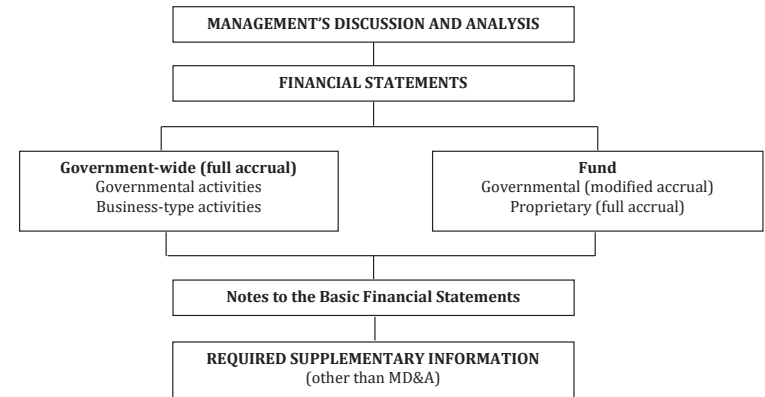 MANAGEMENT’S DISCUSSION AND ANALYSIS
FINANCIAL STATEMENTS
Government-wide (full accrual)
Governmental activities
Business-type activities
Fund
Governmental (modified accrual)
Proprietary (full accrual)
Notes to the Basic Financial Statements
REQUIRED SUPPLEMENTARY INFORMATION
(other than MD&A)